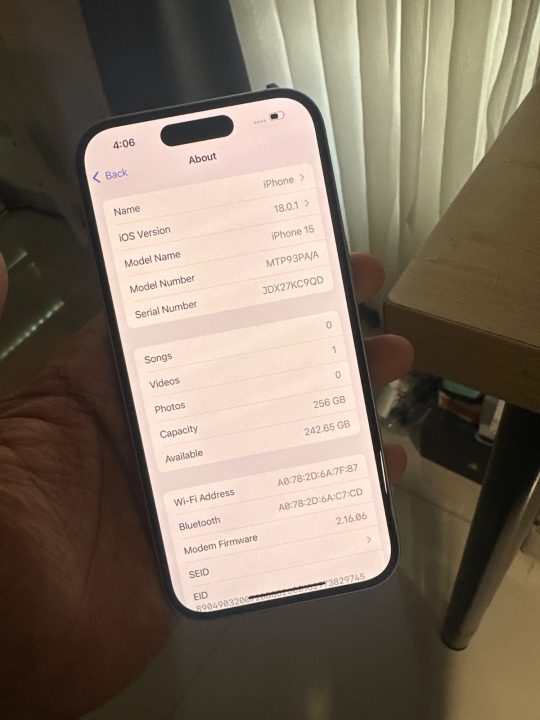 4:06
Back
About
Name iPhone
iOS Version 18.0.1
Model Name iPhone 15
Model Number MTP93PA/A
Serial Number JDX27KC9QD
Songs 0
Videos 1
Photos 0
Capacity 256 GB
Available 242.65 GB
Wi-Fi Address A0:78:2D:6A:7F:87
Bluetooth A0:78:2D:6A:C7:CD
Modem Firmware 2.16.06
SEID
EID